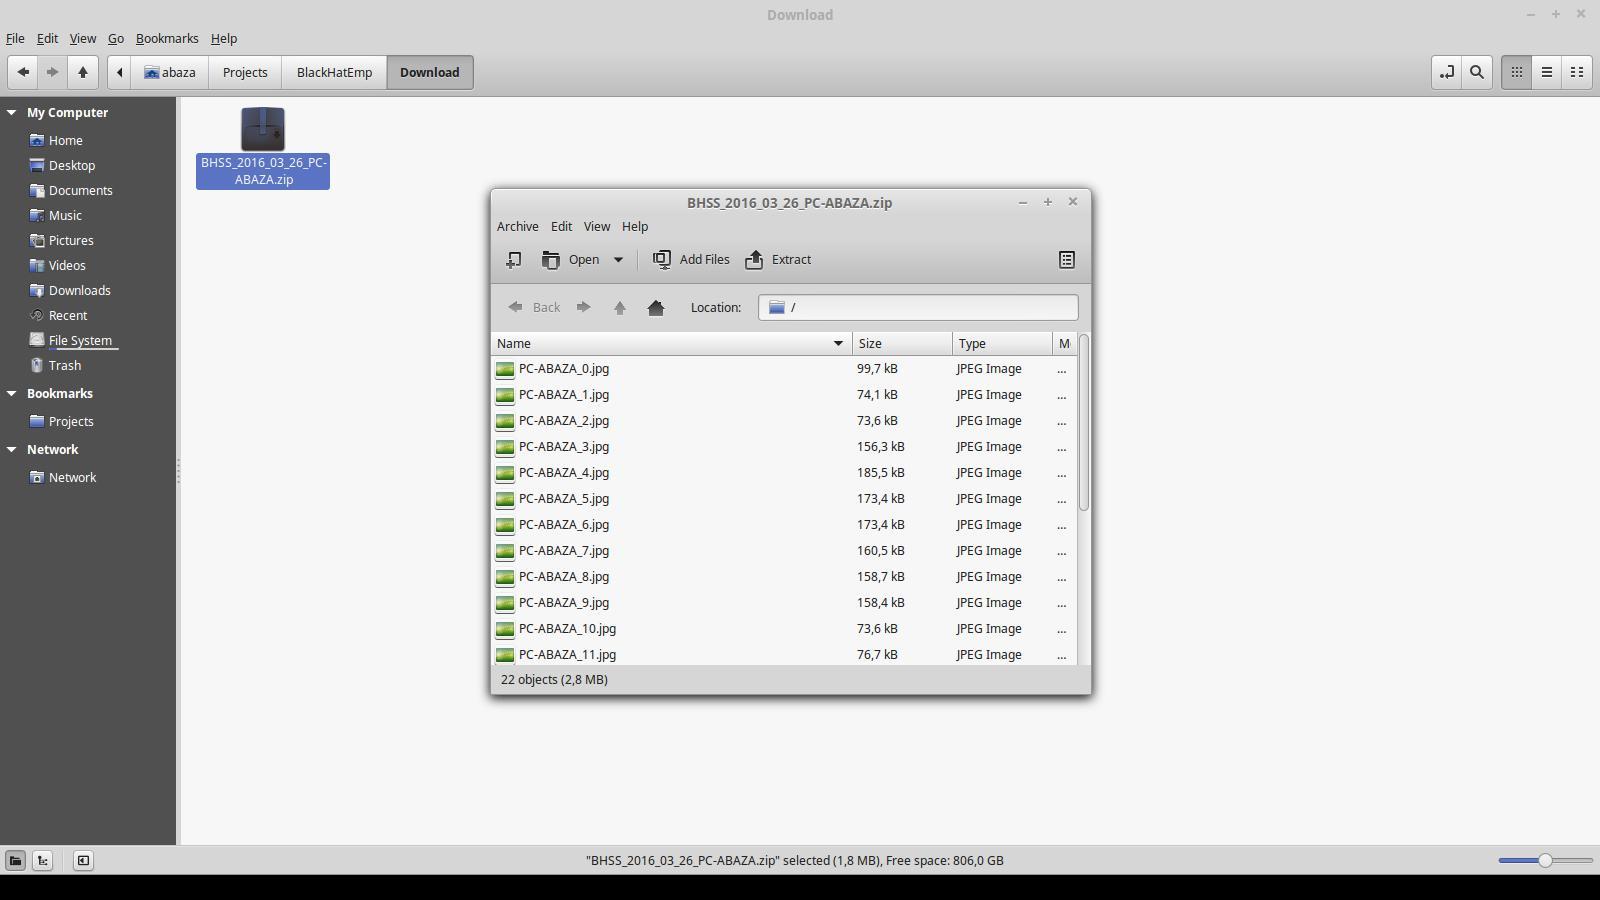 Download
File Edit View Go Bookmarks Help
abaza Projects BlackHatEmp Download
My Computer
Home
Desktop
Documents
Music
Pictures
Videos
Downloads
Recent
File System
Trash
Bookmarks
Projects
Network
Network
BHSS_2016_03_26_PC-
ABAZA.zip
BHSS_2016_03_26_PC-ABAZA.zip
Archive Edit View Help
Open Add Files Extract
Back Location: /
Name Size Type M
PC-ABAZA_0.jpg 99,7 kB JPEG Image ...
PC-ABAZA_1.jpg 74,1 kB JPEG Image ...
PC-ABAZA_2.jpg 73,6 kB JPEG Image ...
PC-ABAZA_3.jpg 156,3 kB JPEG Image ...
PC-ABAZA_4.jpg 185,5 kB JPEG Image ...
PC-ABAZA_5.jpg 173,4 kB JPEG Image ...
PC-ABAZA_6.jpg 173,4 kB JPEG Image ...
PC-ABAZA_7.jpg 160,5 kB JPEG Image ...
PC-ABAZA_8.jpg 158,7 kB JPEG Image ...
PC-ABAZA_9.jpg 158,4 kB JPEG Image ...
PC-ABAZA_10.jpg 73,6 kB JPEG Image ...
PC-ABAZA_11.jpg 76,7 kB JPEG Image ...
22 objects (2,8 MB)
"BHSS_2016_03_26_PC-ABAZA.zip" selected (1,8 MB), Free space: 806,0 GB